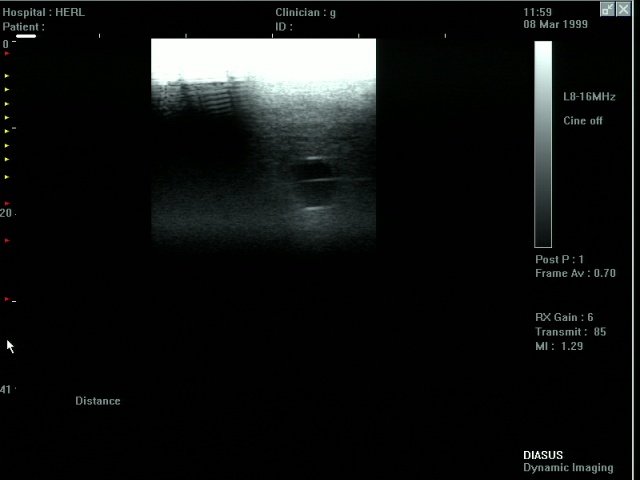 Hospital : HERL
Clinician : g
11:59
Patient :
ID :
08 Mar 1999
0
L8-16MHz
Cine off
20
Post P : 1
Frame Av : 0.70
RX Gain : 6
Transmit : 85
MI : 1.29
41
Distance
DIASUS
Dynamic Imaging